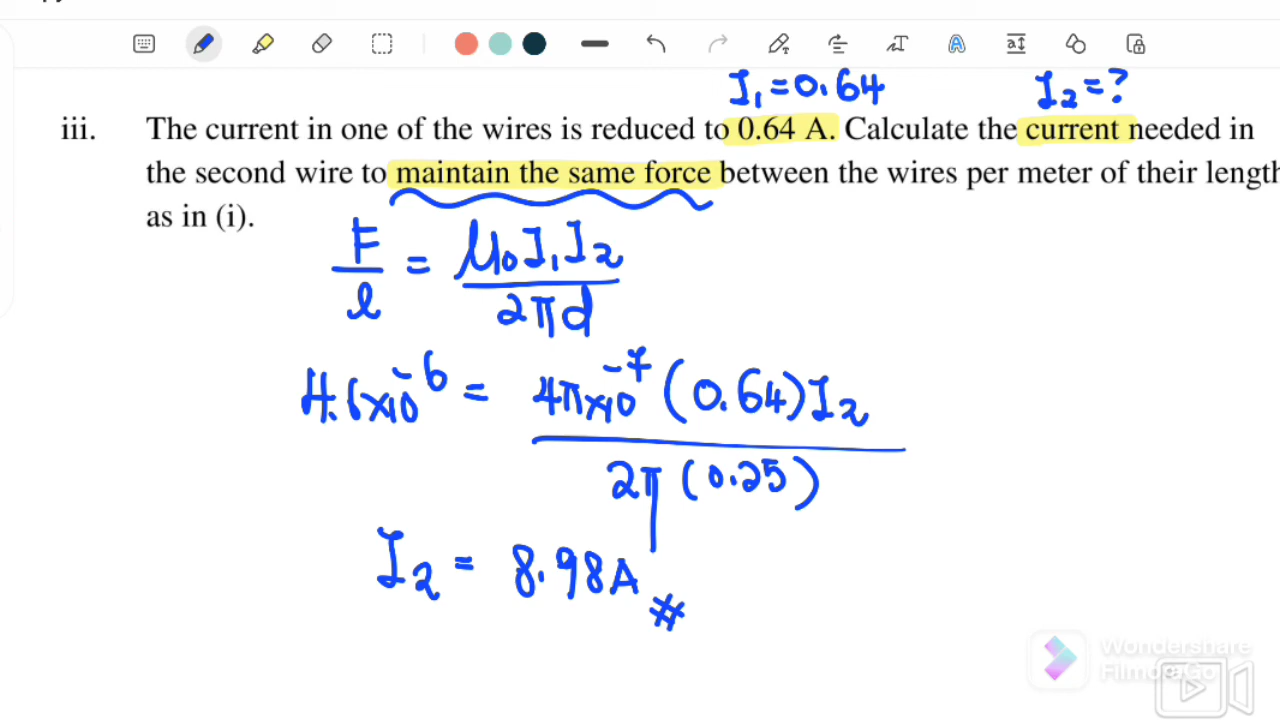 I₁ = 0.64 I₂ = ?
iii. The current in one of the wires is reduced to 0.64 A. Calculate the current needed in
the second wire to maintain the same force between the wires per meter of their length
as in (i).
F/l = μ₀I₁I₂/2πd
4.6×10⁻⁶ = 4π×10⁻⁷ (0.64)I₂/2π (0.25)
I₂ = 8.98A #
Wondershare
FilmoraGo